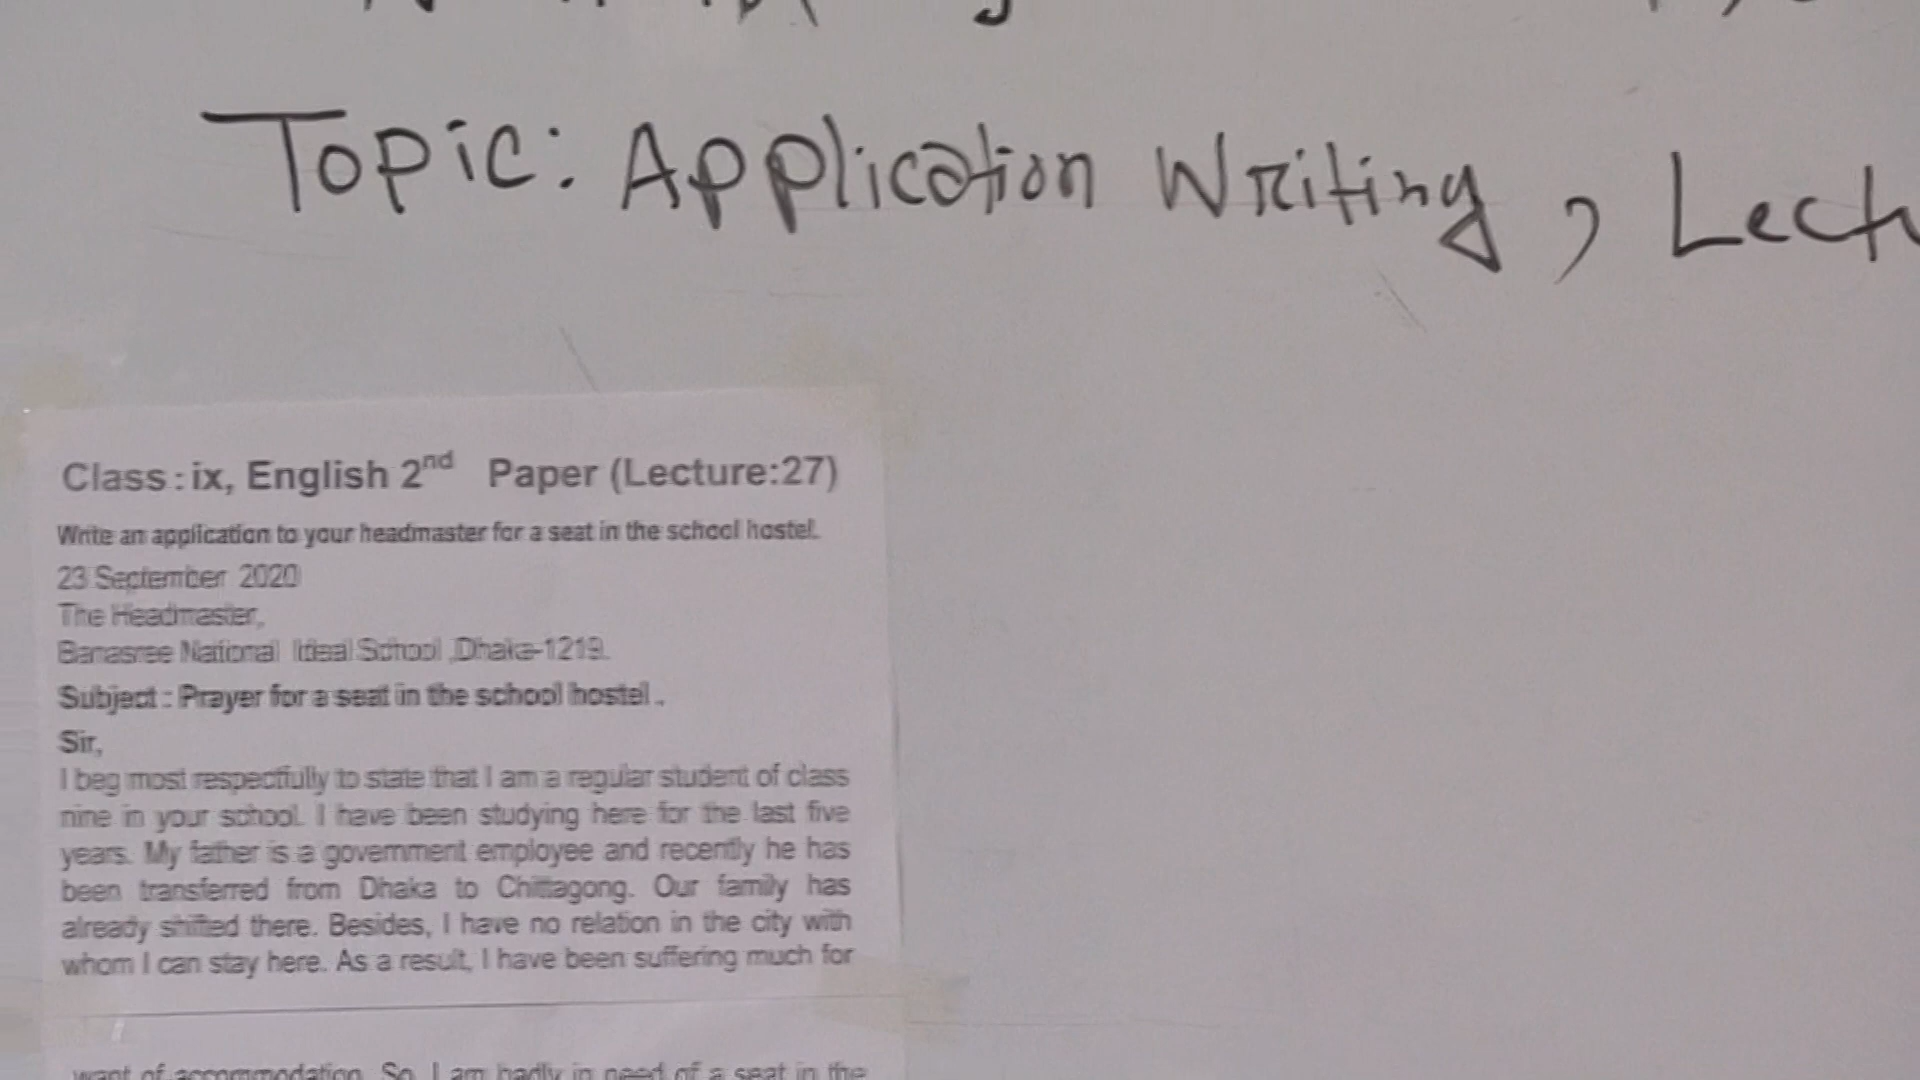 Topic: Application Writing, Lect
Class : ix, English 2nd Paper (Lecture:27)
Write an application to your headmaster for a seat in the school hostel.
23 September 2020
The Headmaster,
Banasree National Ideal School ,Dhaka-1219.
Subject : Prayer for a seat in the school hostel .
Sir,
I beg most respectfully to state that I am a regular student of class
nine in your school. I have been studying here for the last five
years. My father is a government employee and recently he has
been transferred from Dhaka to Chittagong. Our family has
already shifted there. Besides, I have no relation in the city with
whom I can stay here. As a result, I have been suffering much for
want of accommodation. So, I am badly in need of a seat in the